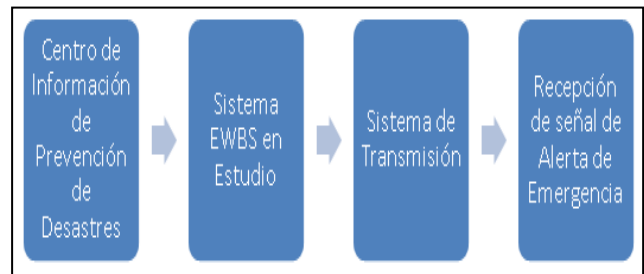 Centro de
Información
de
Prevención
de
Desastres
Sistema
EWBS en
Estudio
Sistema de
Transmisión
Recepción
de señal de
Alerta de
Emergencia